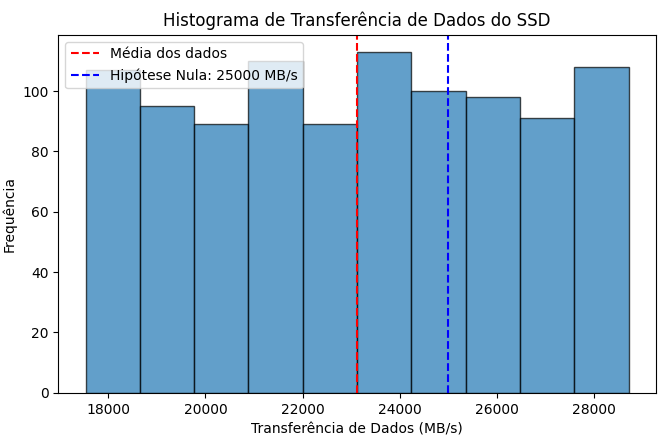 Histograma de Transferência de Dados do SSD
Média dos dados
Hipótese Nula: 25000 MB/s
100
80
60
40
20
0
Frequência
18000 20000 22000 24000 26000 28000
Transferência de Dados (MB/s)